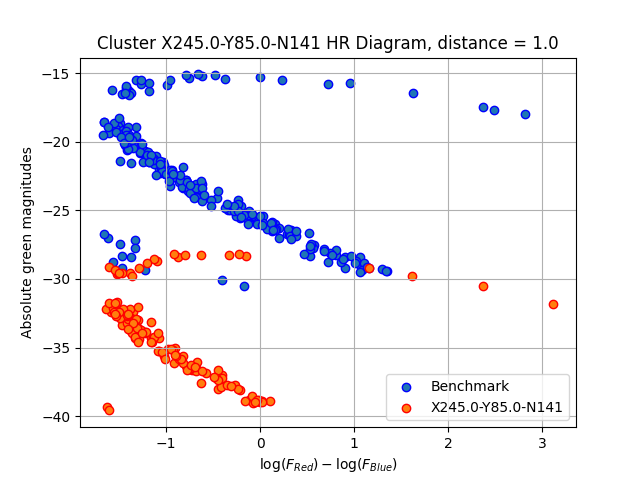 Cluster X245.0-Y85.0-N141 HR Diagram, distance = 1.0
Absolute green magnitudes
−15
−20
−25
−30
−35
−40
−1
0
1
2
3
log(F_Red) − log(F_Blue)
Benchmark
X245.0-Y85.0-N141